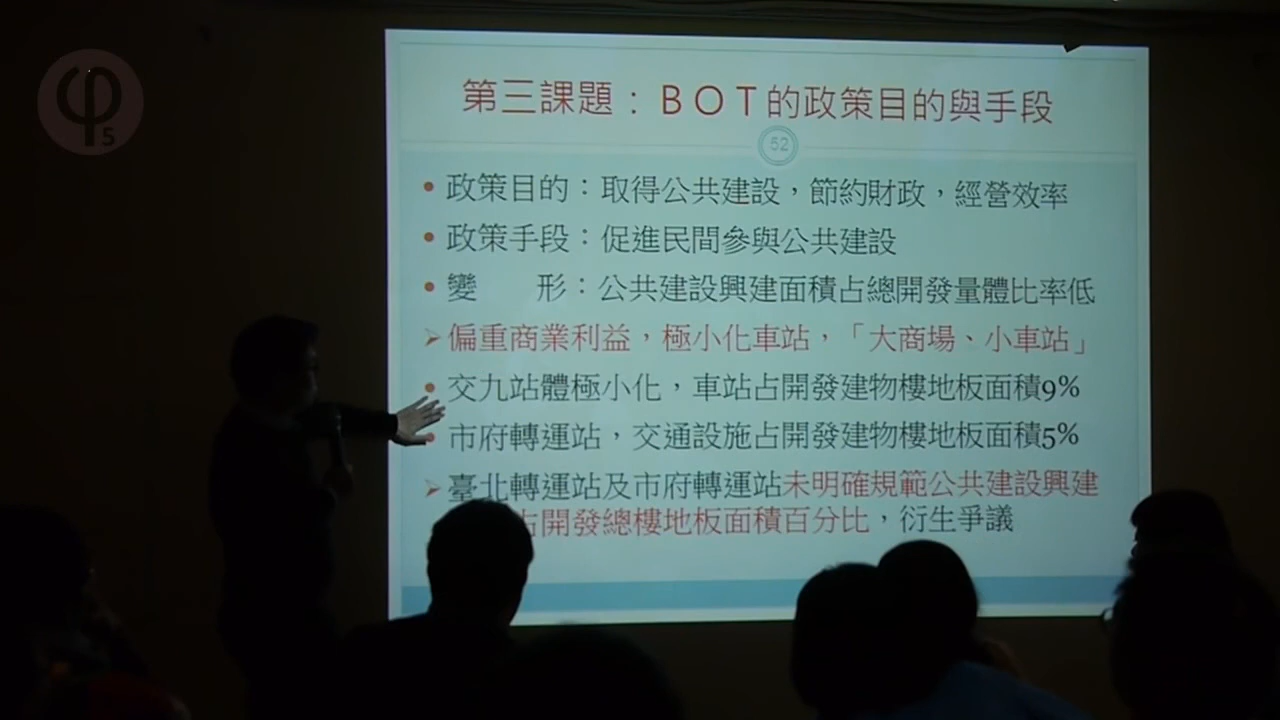 φ5
第三課題：ＢＯＴ的政策目的與手段
52
• 政策目的：取得公共建設，節約財政，經營效率
• 政策手段：促進民間參與公共建設
• 變　　形：公共建設興建面積占總開發量體比率低
➢ 偏重商業利益，極小化車站，「大商場、小車站」
• 交九站體極小化，車站占開發建物樓地板面積9%
• 市府轉運站，交通設施占開發建物樓地板面積5%
➢ 臺北轉運站及市府轉運站未明確規範公共建設興建
占開發總樓地板面積百分比，衍生爭議